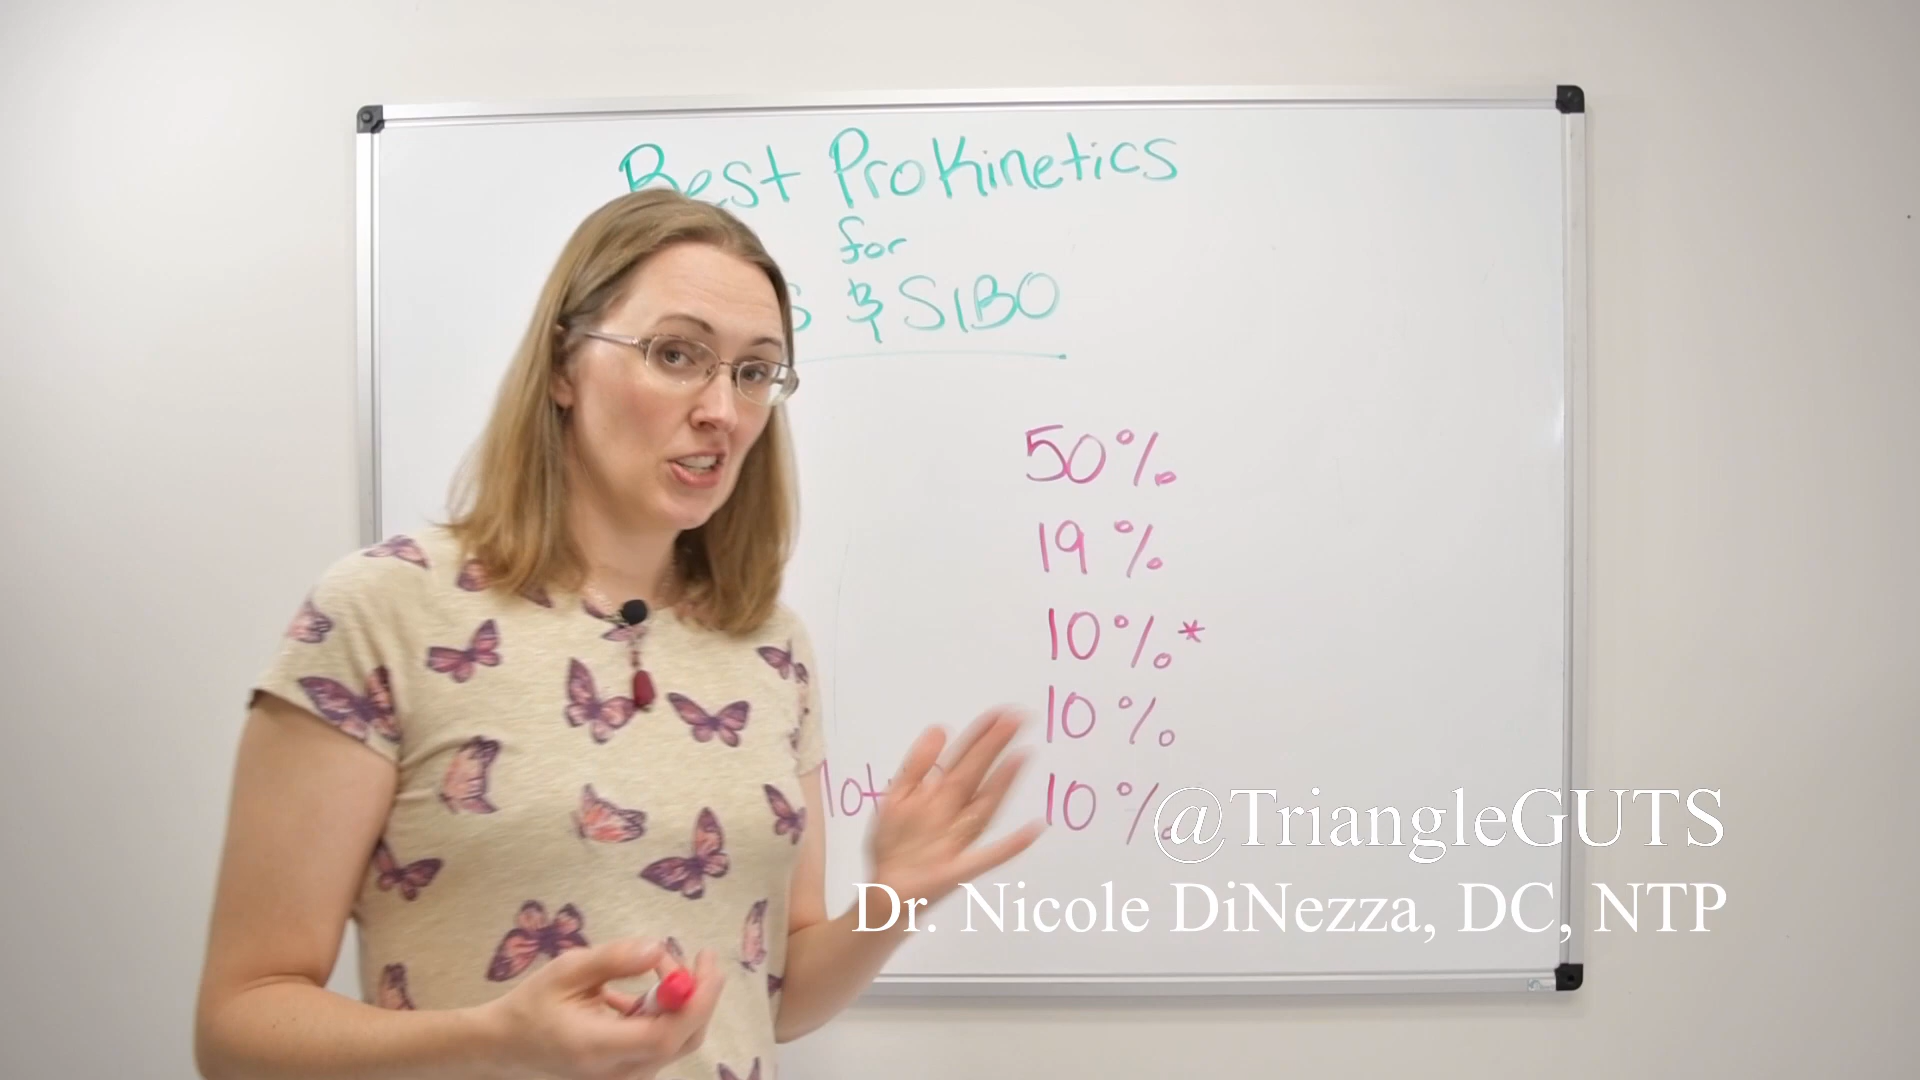 Best ProKinetics
for
& SIBO
50%
19%
10%*
10%
10%
@TriangleGUTS
Dr. Nicole DiNezza, DC, NTP